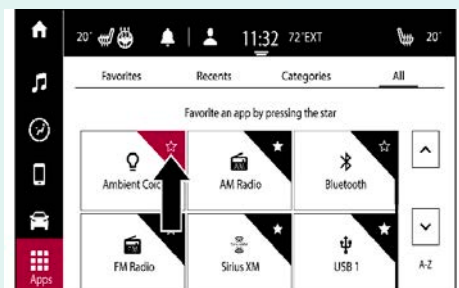 20° 11:32 72°EXT 20°
Favorites Recents Categories All
Favorite an app by pressing the star
Ambient AM Radio Bluetooth
FM Radio Sirius XM USB 1 A-Z
Apps